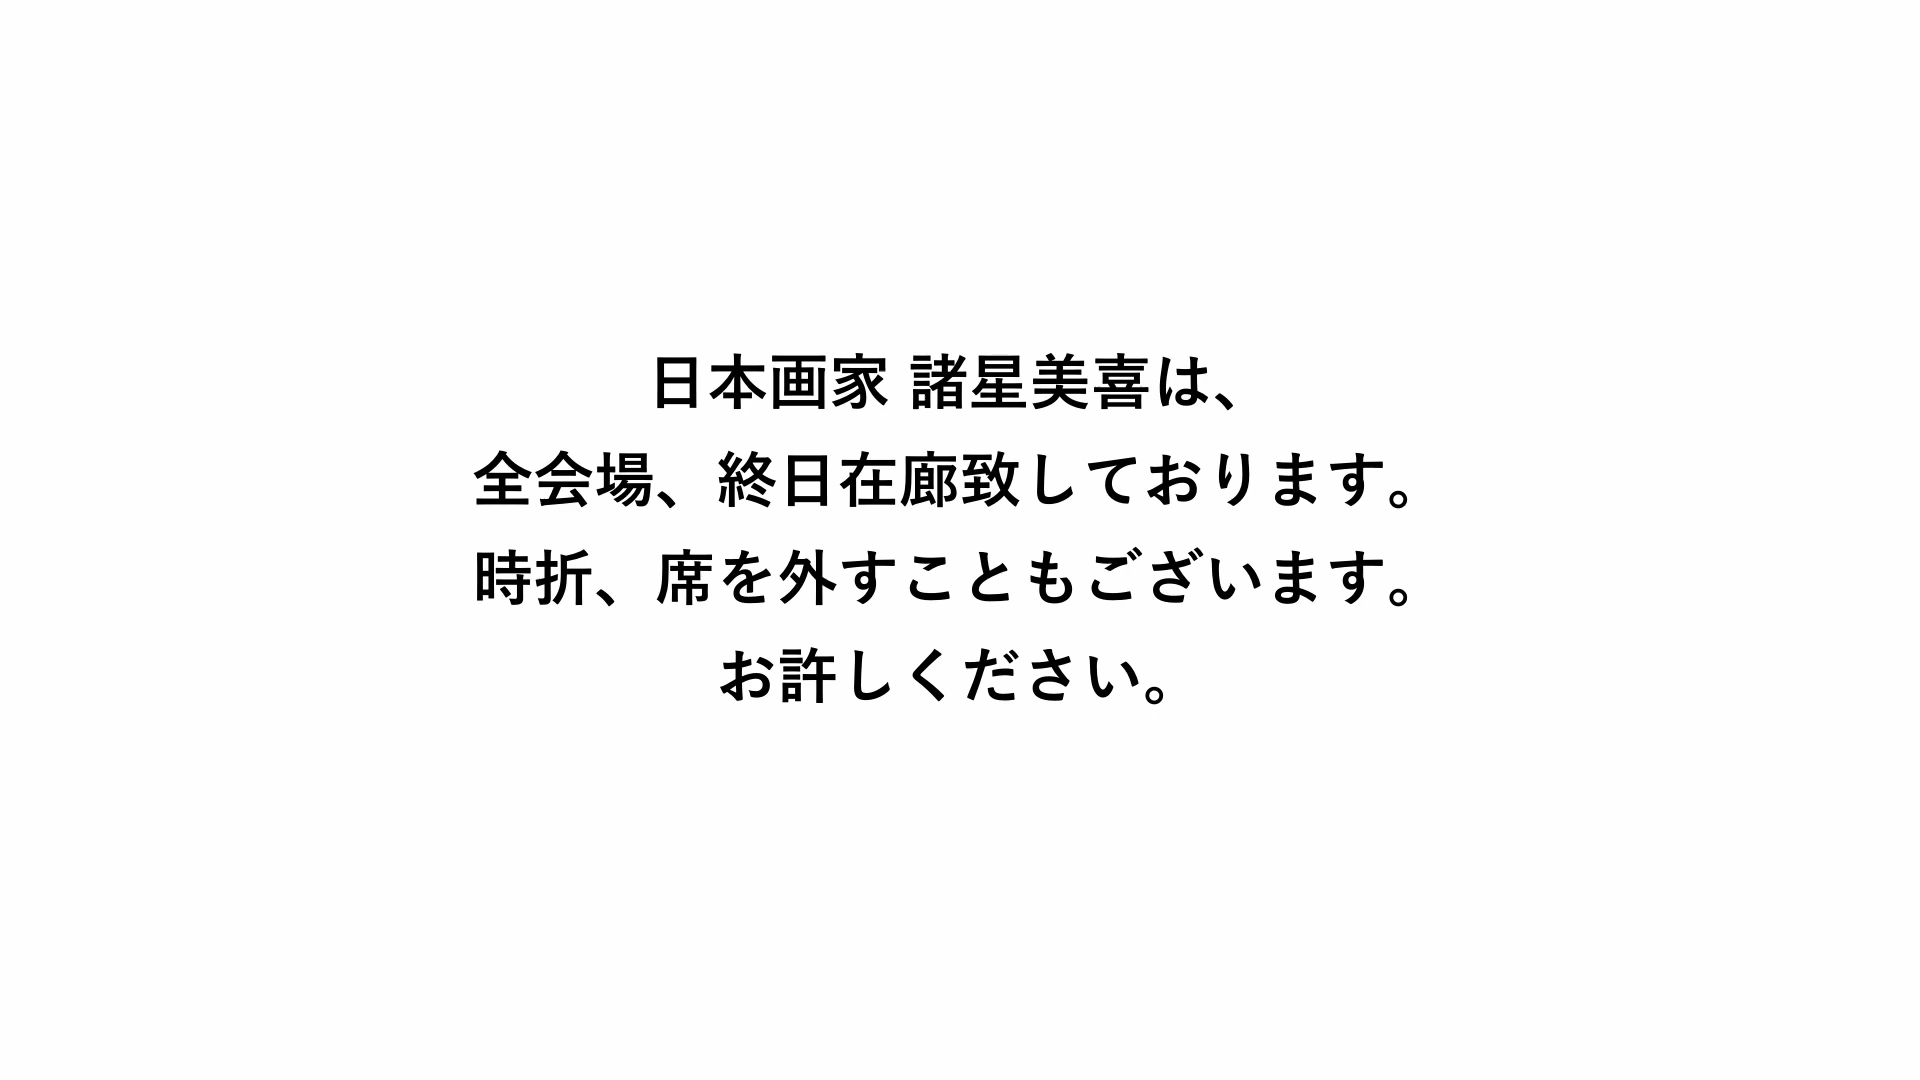 日本画家 諸星美喜は、
全会場、終日在廊致しております。
時折、席を外すこともございます。
お許しください。